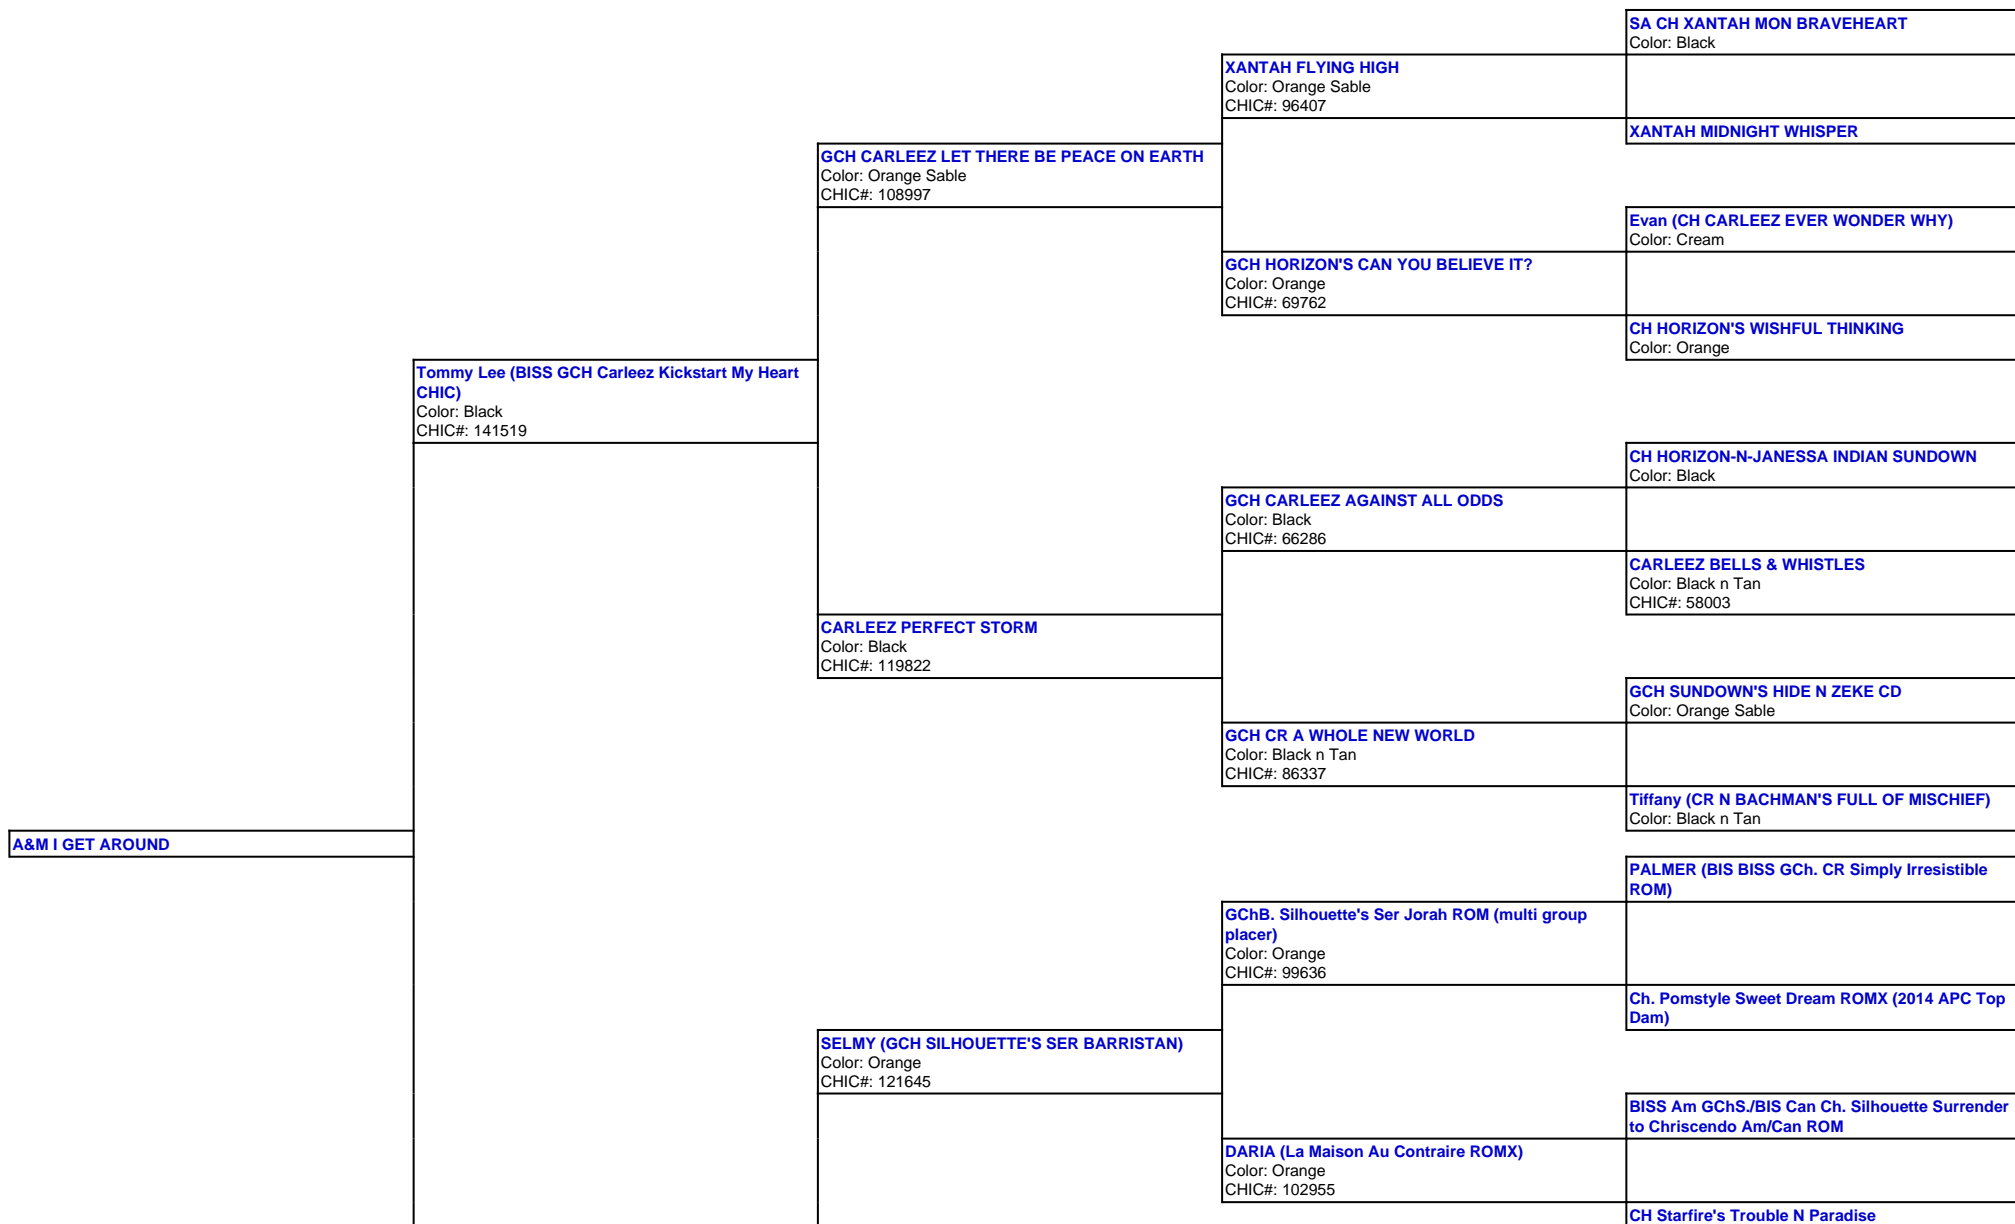 SA CH XANTAH MON BRAVEHEART
Color: Black
XANTAH FLYING HIGH
Color: Orange Sable
CHIC#: 96407
XANTAH MIDNIGHT WHISPER
GCH CARLEEZ LET THERE BE PEACE ON EARTH
Color: Orange Sable
CHIC#: 108997
Evan (CH CARLEEZ EVER WONDER WHY)
Color: Cream
GCH HORIZON'S CAN YOU BELIEVE IT?
Color: Orange
CHIC#: 69762
CH HORIZON'S WISHFUL THINKING
Color: Orange
Tommy Lee (BISS GCH Carleez Kickstart My Heart
CHIC)
Color: Black
CHIC#: 141519
CH HORIZON-N-JANESSA INDIAN SUNDOWN
Color: Black
GCH CARLEEZ AGAINST ALL ODDS
Color: Black
CHIC#: 66286
CARLEEZ BELLS & WHISTLES
Color: Black n Tan
CHIC#: 58003
CARLEEZ PERFECT STORM
Color: Black
CHIC#: 119822
GCH SUNDOWN'S HIDE N ZEKE CD
Color: Orange Sable
GCH CR A WHOLE NEW WORLD
Color: Black n Tan
CHIC#: 86337
Tiffany (CR N BACHMAN'S FULL OF MISCHIEF)
Color: Black n Tan
A&M I GET AROUND
PALMER (BIS BISS GCh. CR Simply Irresistible
ROM)
GChB. Silhouette's Ser Jorah ROM (multi group
placer)
Color: Orange
CHIC#: 99636
Ch. Pomstyle Sweet Dream ROMX (2014 APC Top
Dam)
SELMY (GCH SILHOUETTE'S SER BARRISTAN)
Color: Orange
CHIC#: 121645
BISS Am GChS./BIS Can Ch. Silhouette Surrender
to Chriscendo Am/Can ROM
DARIA (La Maison Au Contraire ROMX)
Color: Orange
CHIC#: 102955
CH Starfire's Trouble N Paradise